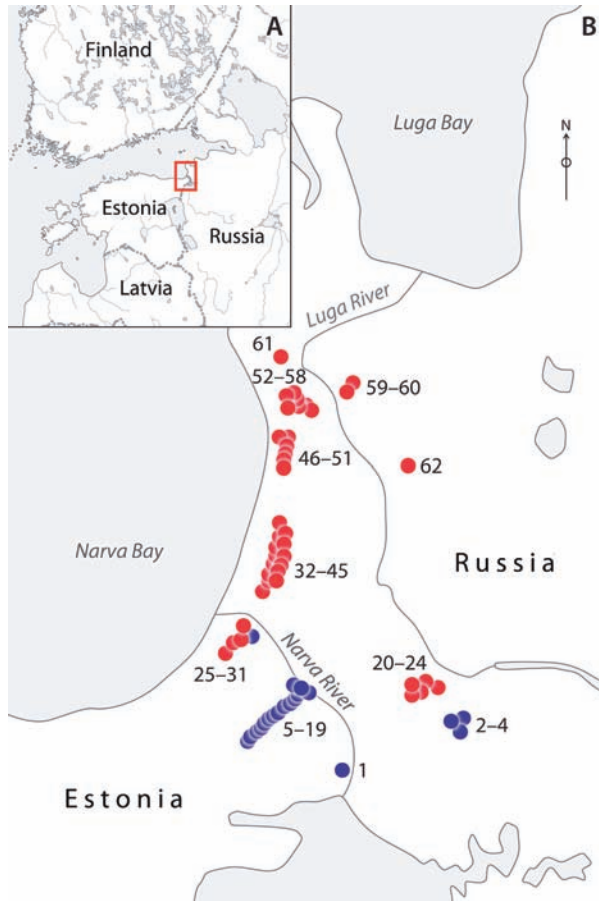 A
B
Finland
Estonia
Russia
Latvia
Luga Bay
N
Luga River
61
52–58
59–60
46–51
62
Narva Bay
Russia
32–45
Narva River
25–31
20–24
5–19
2–4
1
Estonia